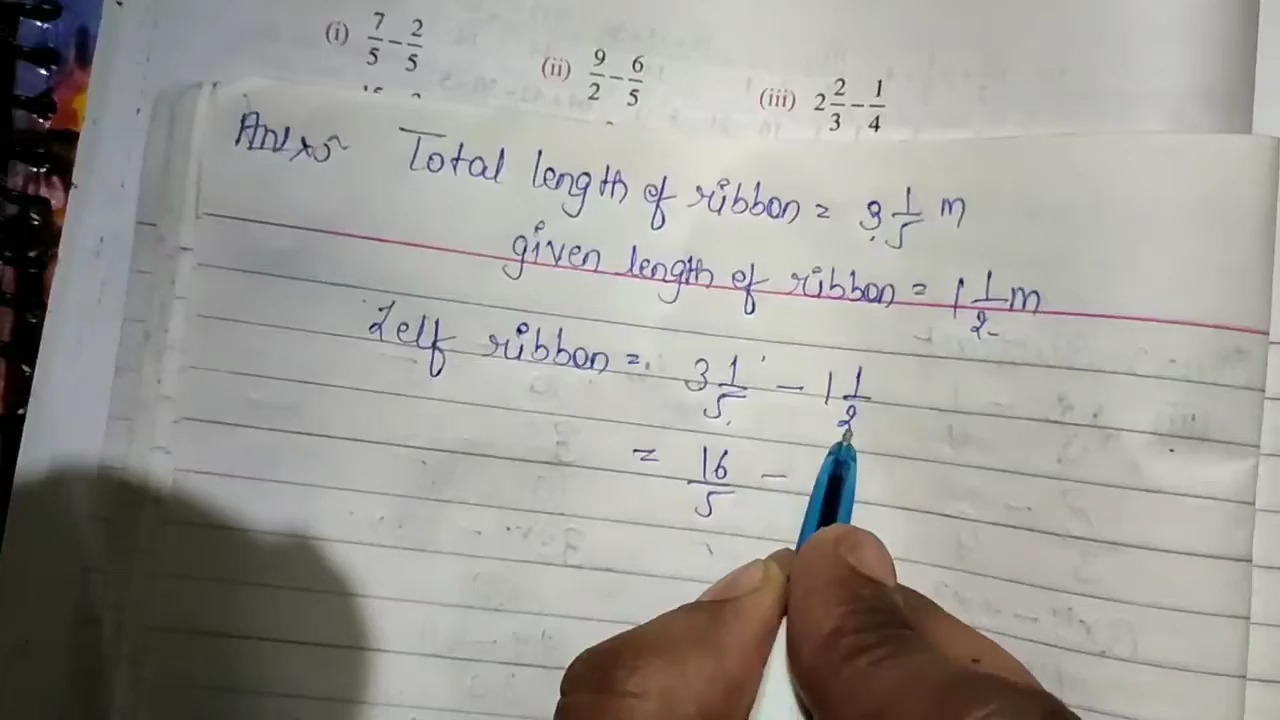 (i) 7/5 − 2/5 (ii) 9/2 − 6/5 (iii) 2 2/3 − 1/4
Total length of ribbon = 3 1/5 m
given length of ribbon = 1 1/2 m
ribbon = 3 1/5 − 1 1/2
= 16/5 −